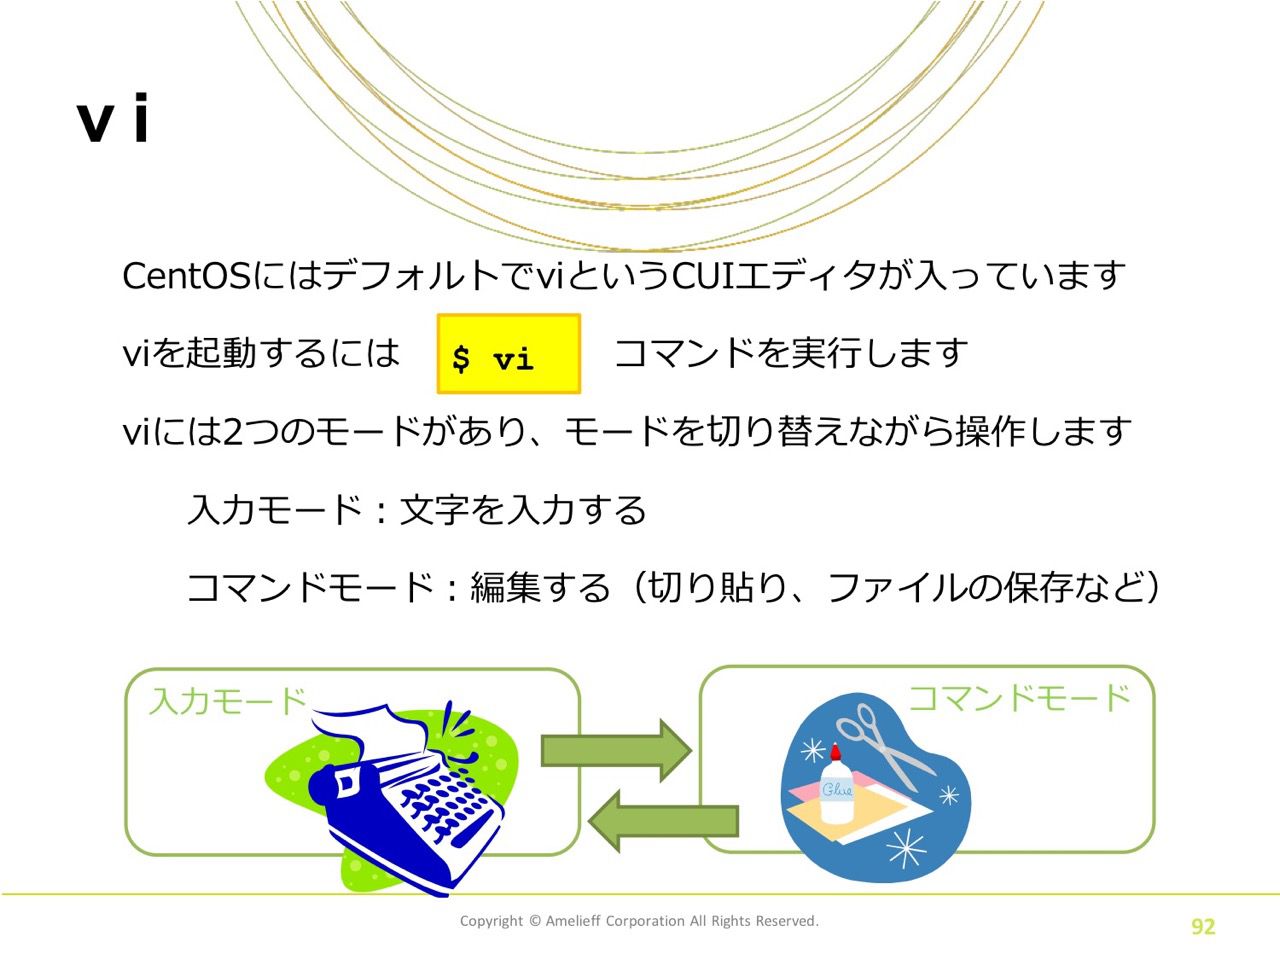 vi
CentOSにはデフォルトでviというCUIエディタが入っています
viを起動するには $ vi コマンドを実行します
viには2つのモードがあり、モードを切り替えながら操作します
入力モード：文字を入力する
コマンドモード：編集する（切り貼り、ファイルの保存など）
入力モード
コマンドモード
Glue
Copyright © Amelieff Corporation All Rights Reserved.
92